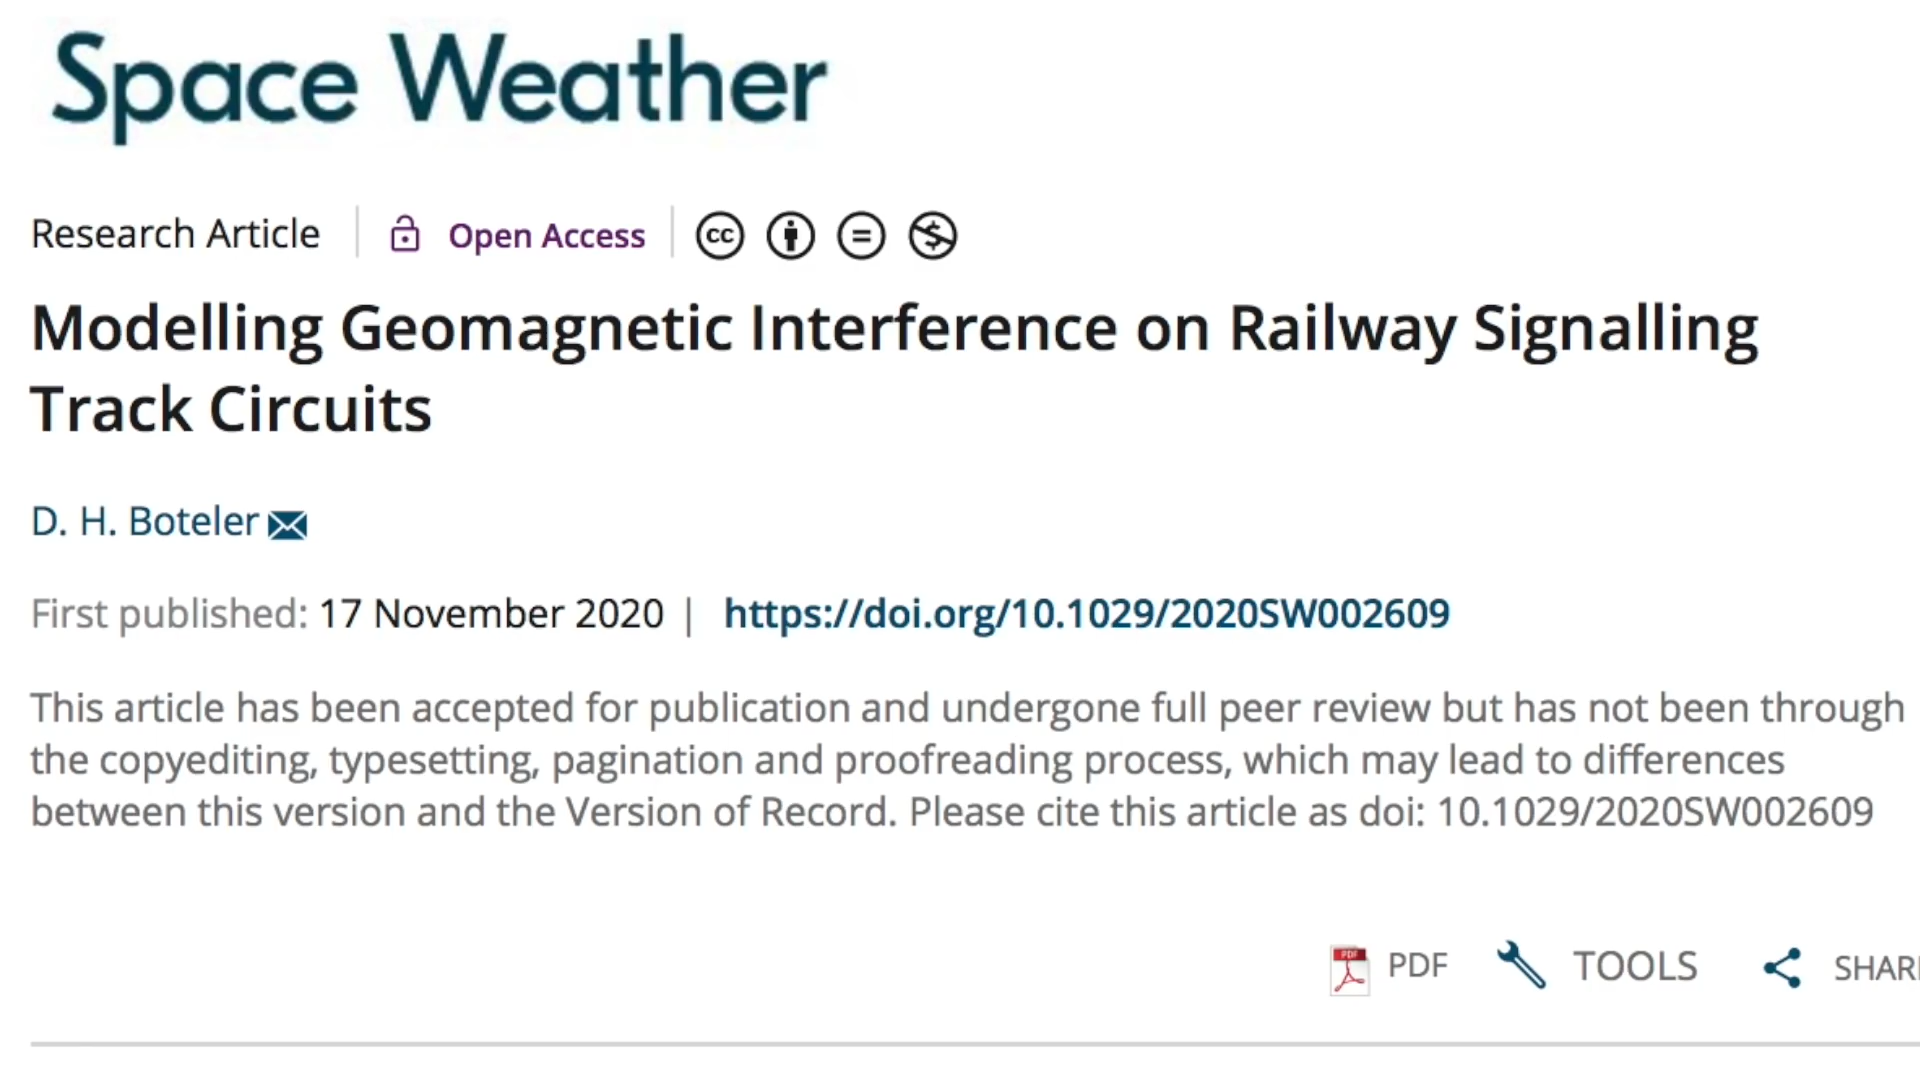 Space Weather
Research Article
Open Access
cc
Modelling Geomagnetic Interference on Railway Signalling
Track Circuits
D. H. Boteler
First published: 17 November 2020 | https://doi.org/10.1029/2020SW002609
This article has been accepted for publication and undergone full peer review but has not been through
the copyediting, typesetting, pagination and proofreading process, which may lead to differences
between this version and the Version of Record. Please cite this article as doi: 10.1029/2020SW002609
PDF PDF TOOLS SHAR